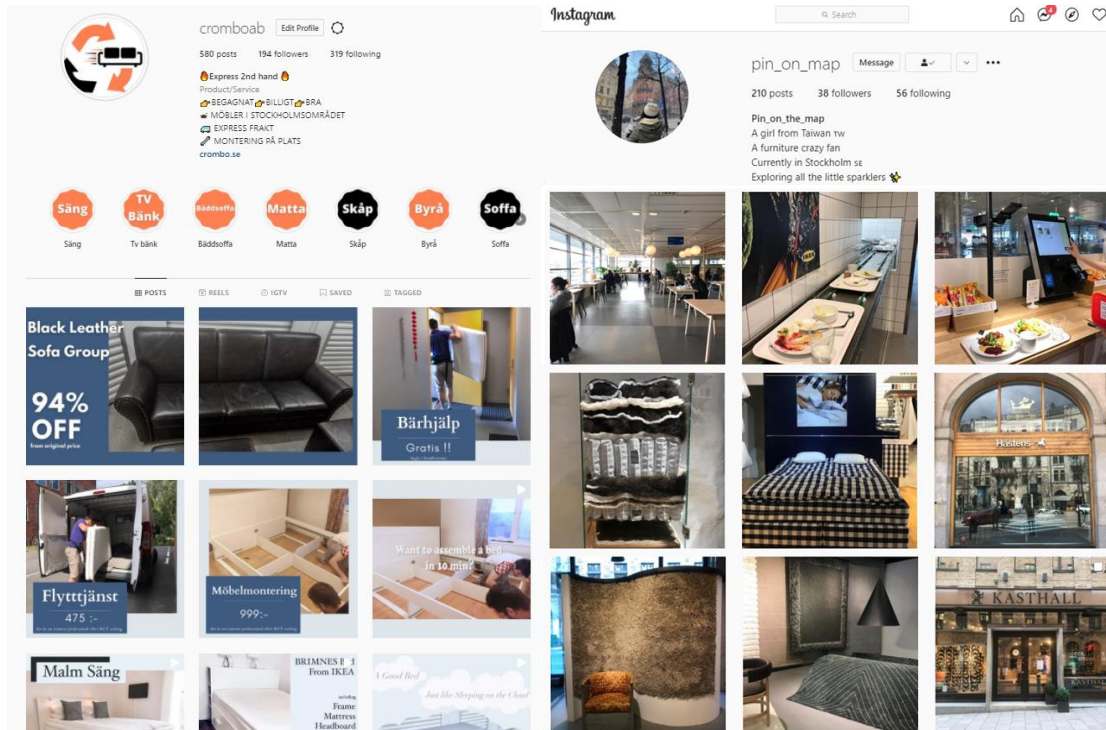 cromboab Edit Profile
580 posts 194 followers 319 following
🔥Express 2nd hand 🔥
Product/Service
👉BEGAGNAT👉BILLIGT👉BRA
🛋 MÖBLER I STOCKHOLMSOMRÅDET
🚐 EXPRESS FRAKT
🔧 MONTERING PÅ PLATS
crombo.se
Säng
TV
Bänk
Bäddsoffa
Matta
Skåp
Byrå
Soffa
Säng Tv bänk Bäddsoffa Matta Skåp Byrå Soffa
POSTS REELS IGTV SAVED TAGGED
Black Leather
Sofa Group
94%
OFF
from original price
Bärhjälp
Gratis !!
Flytttjänst
475 :-
Möbelmontering
999:-
Want to assemble a bed
in 10 min?
Malm Säng
BRIMNES Bed
From IKEA
including
Frame
Mattress
Headboard
A Good Bed
Just like Sleeping on the Cloud
Instagram
Search
4
pin_on_map Message
210 posts 38 followers 56 following
Pin_on_the_map
A girl from Taiwan TW
A furniture crazy fan
Currently in Stockholm SE
Exploring all the little sparklers ✨
IKEA
Hästens
KASTHALL
KASTHALL